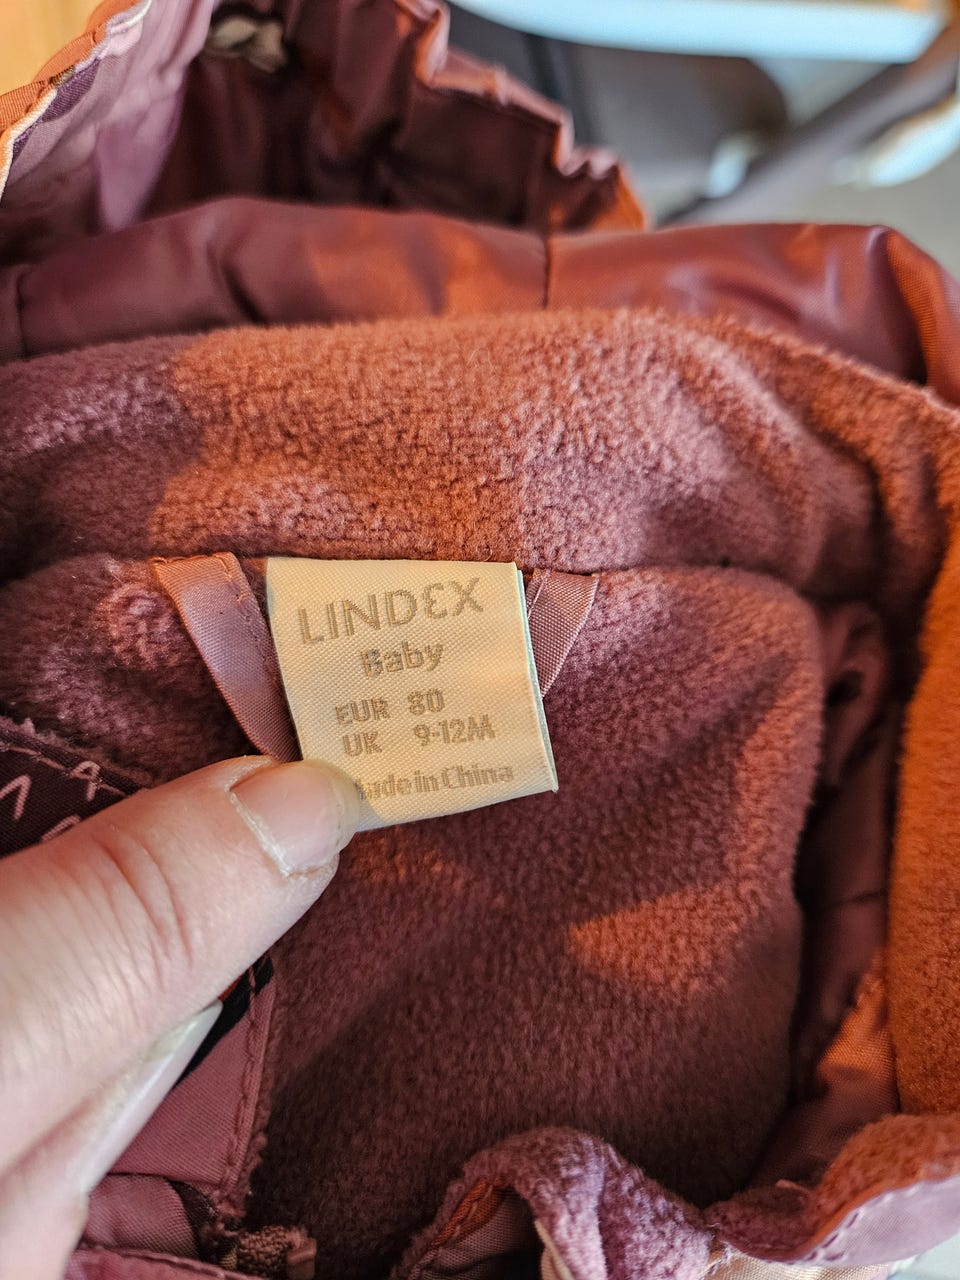 LINDEX
Baby
EUR 80
UK 9-12M
Made in China